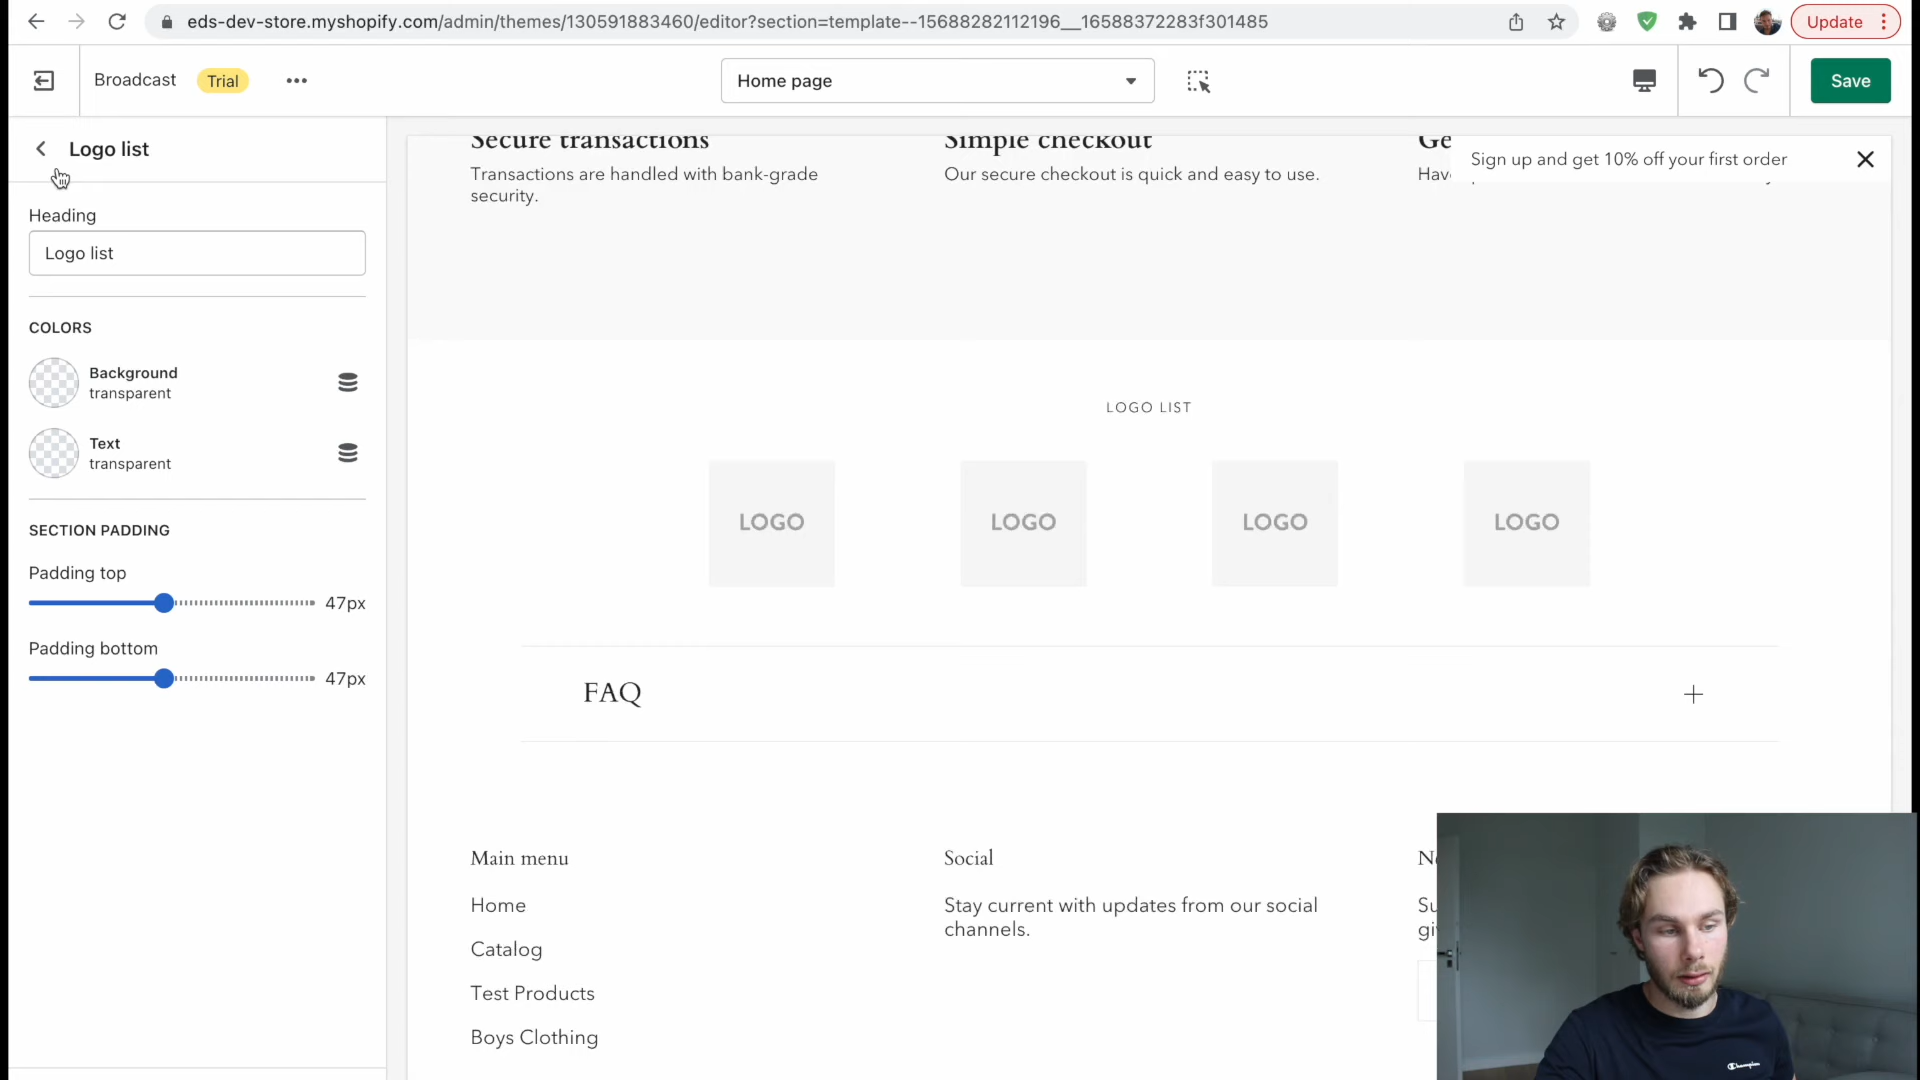 eds-dev-store.myshopify.com/admin/themes/130591883460/editor?section=template--15688282112196__16588372283f301485
Update
Broadcast
Trial
Home page
Save
Logo list
Heading
Logo list
COLORS
Background
transparent
Text
transparent
SECTION PADDING
Padding top
47px
Padding bottom
47px
Secure transactions
Transactions are handled with bank-grade
security.
Simple checkout
Our secure checkout is quick and easy to use.
Sign up and get 10% off your first order
LOGO LIST
LOGO
LOGO
LOGO
LOGO
FAQ
Main menu
Home
Catalog
Test Products
Boys Clothing
Social
Stay current with updates from our social
channels.
Champion